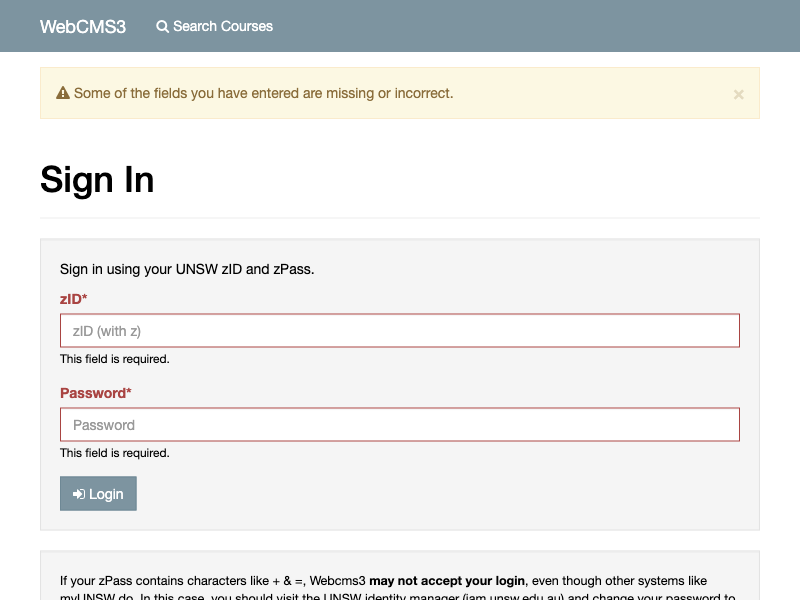 WebCMS3 Search Courses
Some of the fields you have entered are missing or incorrect. ×
Sign In
Sign in using your UNSW zID and zPass.
zID*
zID (with z)
This field is required.
Password*
Password
This field is required.
Login
If your zPass contains characters like + & =, Webcms3 may not accept your login, even though other systems like
myUNSW do. In this case, you should visit the UNSW identity manager (iam.unsw.edu.au) and change your password to